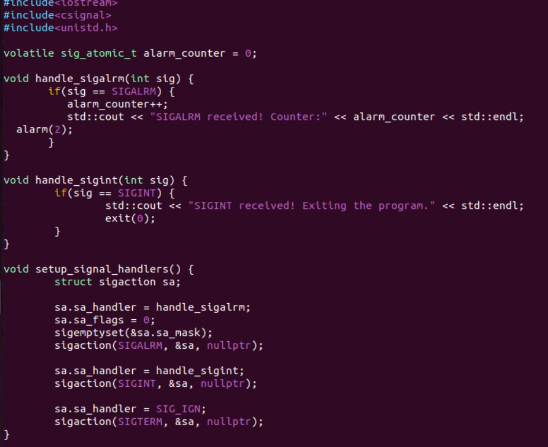 #include<iostream>
#include<csignal>
#include<unistd.h>

volatile sig_atomic_t alarm_counter = 0;

void handle_sigalrm(int sig) {
       if(sig == SIGALRM) {
          alarm_counter++;
          std::cout << "SIGALRM received! Counter:" << alarm_counter << std::endl;
  alarm(2);
       }
}

void handle_sigint(int sig) {
        if(sig == SIGINT) {
                std::cout << "SIGINT received! Exiting the program." << std::endl;
                exit(0);
        }
}

void setup_signal_handlers() {
        struct sigaction sa;

        sa.sa_handler = handle_sigalrm;
        sa.sa_flags = 0;
        sigemptyset(&sa.sa_mask);
        sigaction(SIGALRM, &sa, nullptr);

        sa.sa_handler = handle_sigint;
        sigaction(SIGINT, &sa, nullptr);

        sa.sa_handler = SIG_IGN;
        sigaction(SIGTERM, &sa, nullptr);
}